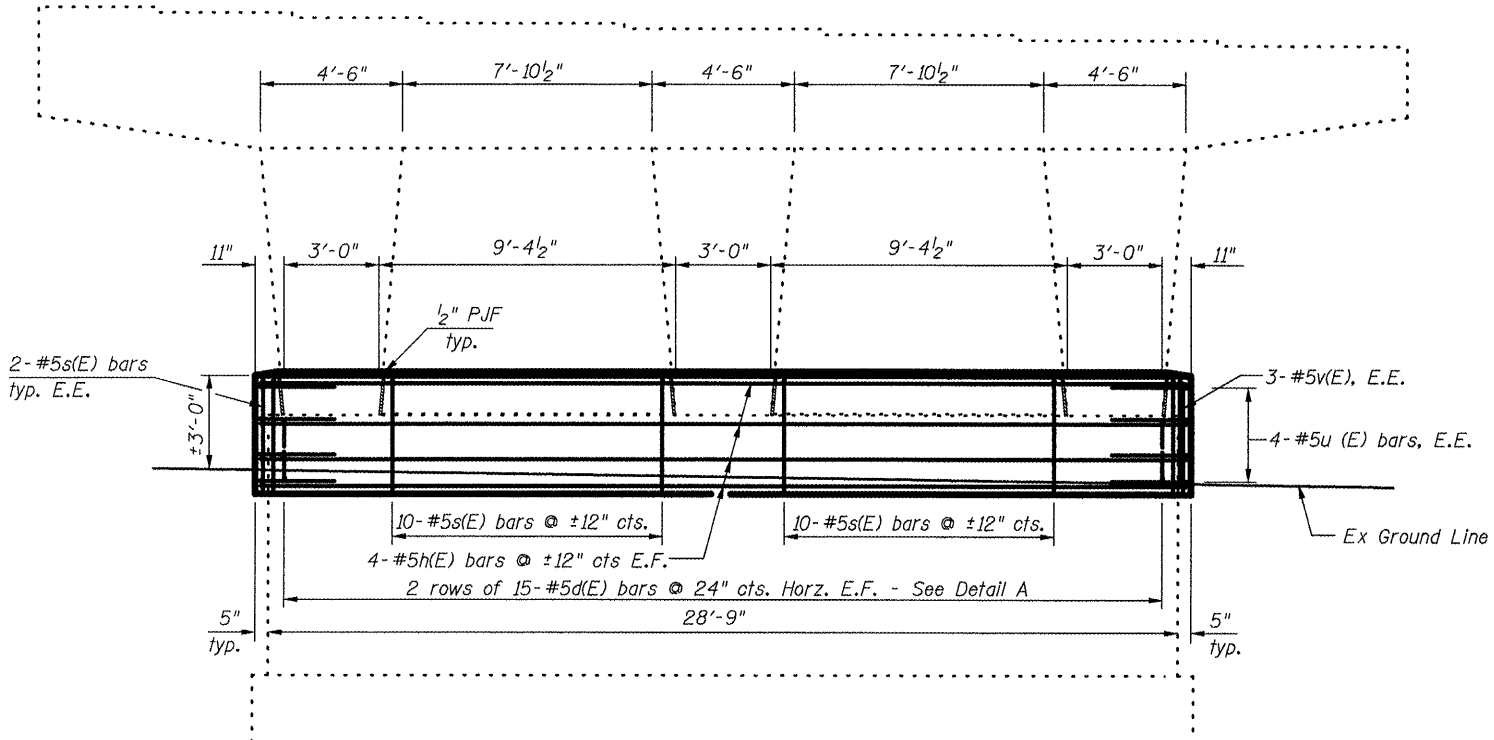 4'-6" 7'-10½" 4'-6" 7'-10½" 4'-6"
11" 3'-0" 9'-4½" 3'-0" 9'-4½" 3'-0" 11"
½" PJF
typ.
2- #5s(E) bars
typ. E.E.
±3'-0"
3- #5v(E), E.E.
4- #5u (E) bars, E.E.
10- #5s(E) bars @ ±12" cts.
10- #5s(E) bars @ ±12" cts.
Ex Ground Line
4- #5h(E) bars @ ±12" cts E.F.
2 rows of 15- #5d(E) bars @ 24" cts. Horz. E.F. - See Detail A
28'-9"
5"
typ.
5"
typ.